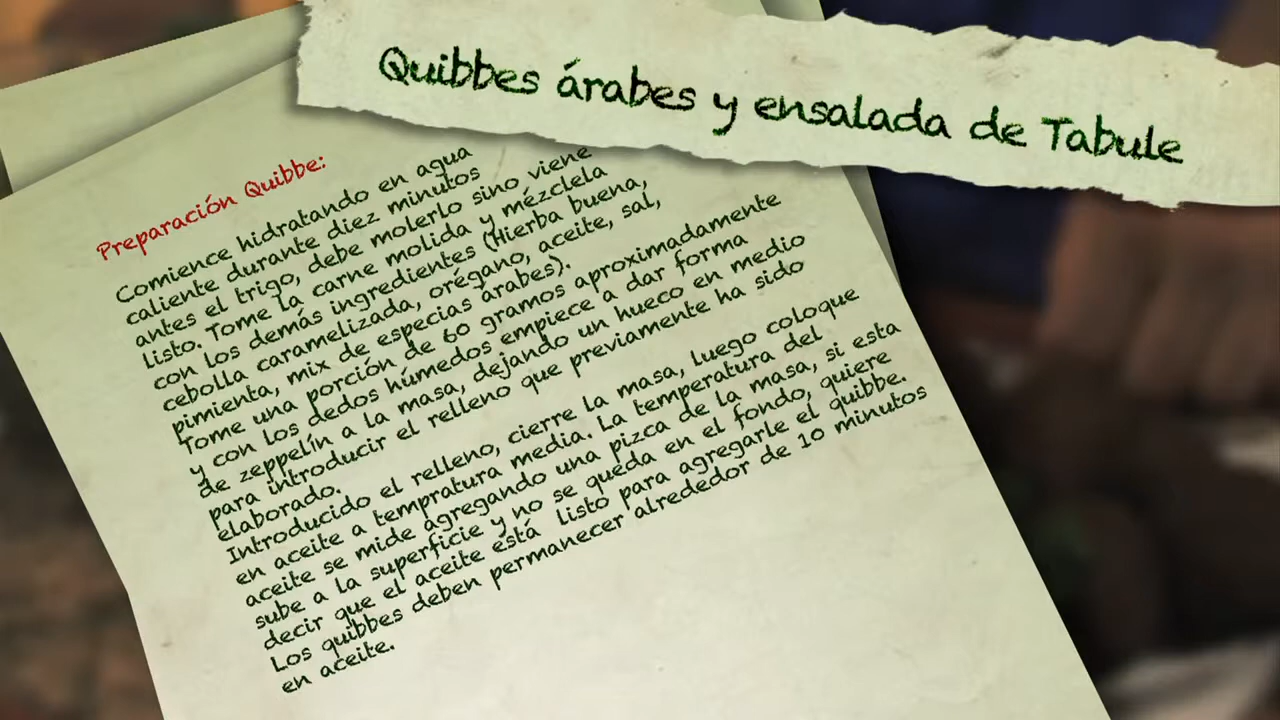 Quibbes árabes y ensalada de Tabule
Preparación Quibbe:
Comience hidratando en agua
caliente durante diez minutos
antes el trigo, debe molerlo sino viene
listo. Tome la carne molida y mézclela
con los demás ingredientes (Hierba buena,
cebolla caramelizada, orégano, aceite, sal,
pimienta, mix de especias árabes).
Tome una porción de 60 gramos aproximadamente
y con los dedos húmedos empiece a dar forma
de zeppelín a la masa, dejando un hueco en medio
para introducir el relleno que previamente ha sido
elaborado.
Introducido el relleno, cierre la masa, luego coloque
en aceite a tempratura media. La temperatura del
aceite se mide agregando una pizca de la masa, si esta
sube a la superficie y no se queda en el fondo, quiere
decir que el aceite está listo para agregarle el quibbe.
Los quibbes deben permanecer alrededor de 10 minutos
en aceite.